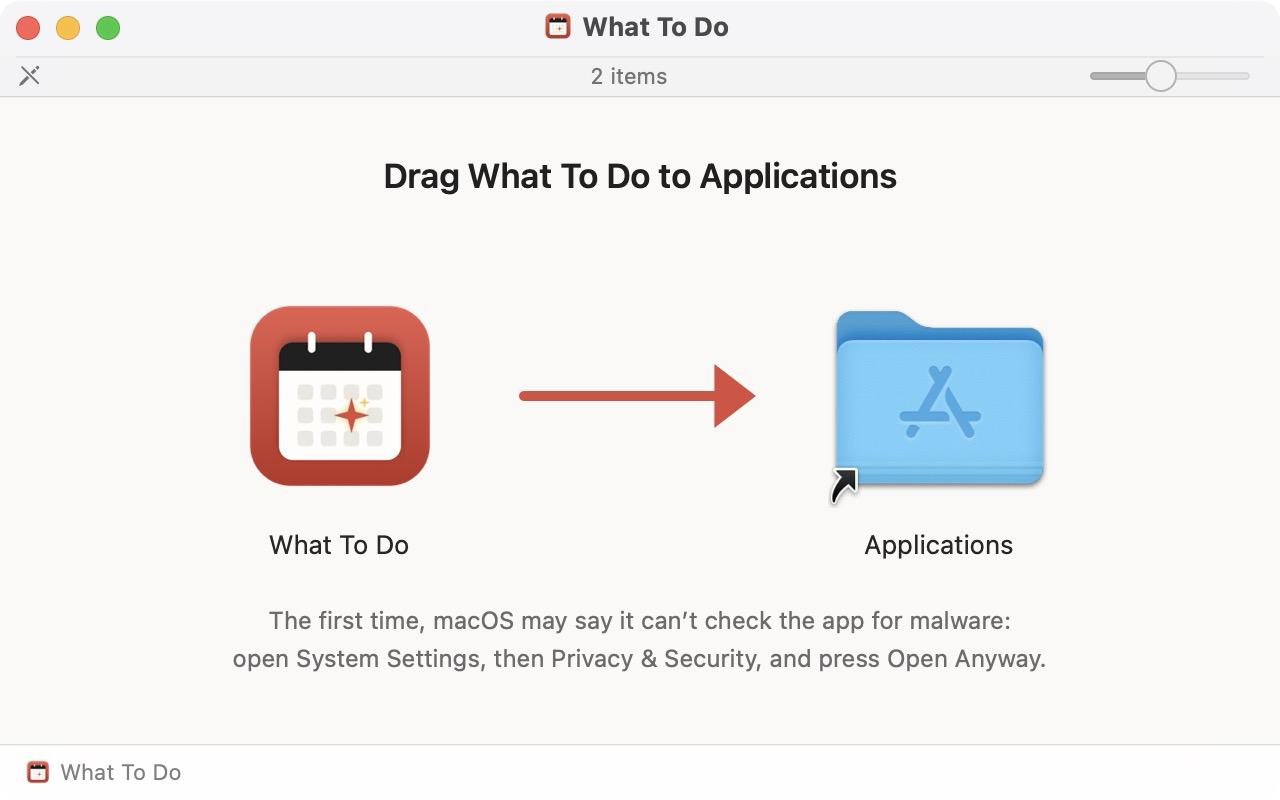 What To Do
2 items
Drag What To Do to Applications
What To Do
Applications
The first time, macOS may say it can’t check the app for malware:
open System Settings, then Privacy & Security, and press Open Anyway.
What To Do